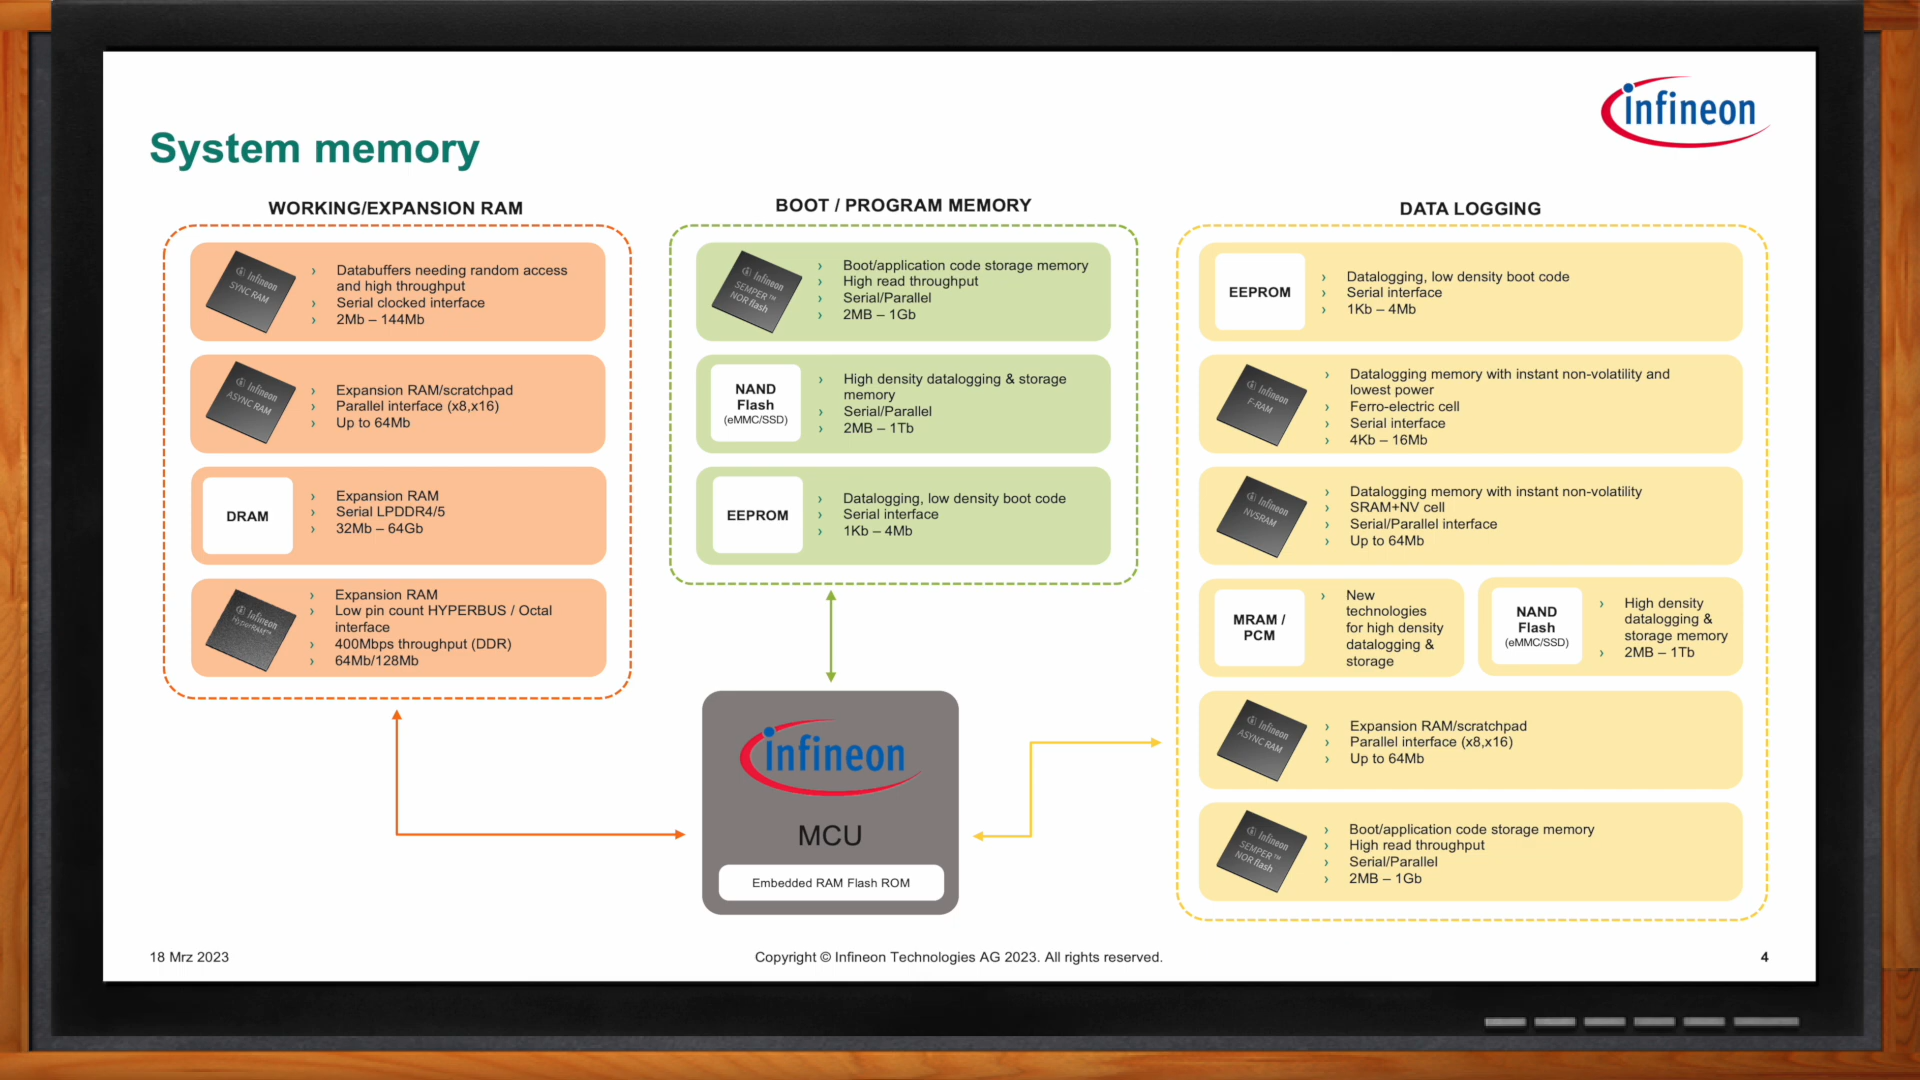 infineon
System memory
WORKING/EXPANSION RAM
Infineon
SYNC RAM
Databuffers needing random access
and high throughput
Serial clocked interface
2Mb – 144Mb
Infineon
ASYNC RAM
Expansion RAM/scratchpad
Parallel interface (x8,x16)
Up to 64Mb
DRAM
Expansion RAM
Serial LPDDR4/5
32Mb – 64Gb
Infineon
HyperRAM™
Expansion RAM
Low pin count HYPERBUS / Octal
interface
400Mbps throughput (DDR)
64Mb/128Mb
BOOT / PROGRAM MEMORY
Infineon
SEMPER™
NOR flash
Boot/application code storage memory
High read throughput
Serial/Parallel
2MB – 1Gb
NAND
Flash
(eMMC/SSD)
High density datalogging & storage
memory
Serial/Parallel
2MB – 1Tb
EEPROM
Datalogging, low density boot code
Serial interface
1Kb – 4Mb
infineon
MCU
Embedded RAM Flash ROM
DATA LOGGING
EEPROM
Datalogging, low density boot code
Serial interface
1Kb – 4Mb
Infineon
F-RAM
Datalogging memory with instant non-volatility and
lowest power
Ferro-electric cell
Serial interface
4Kb – 16Mb
Infineon
NVSRAM
Datalogging memory with instant non-volatility
SRAM+NV cell
Serial/Parallel interface
Up to 64Mb
MRAM /
PCM
New
technologies
for high density
datalogging &
storage
NAND
Flash
(eMMC/SSD)
High density
datalogging &
storage memory
2MB – 1Tb
Infineon
ASYNC RAM
Expansion RAM/scratchpad
Parallel interface (x8,x16)
Up to 64Mb
Infineon
SEMPER™
NOR flash
Boot/application code storage memory
High read throughput
Serial/Parallel
2MB – 1Gb
18 Mrz 2023
Copyright © Infineon Technologies AG 2023. All rights reserved.
4